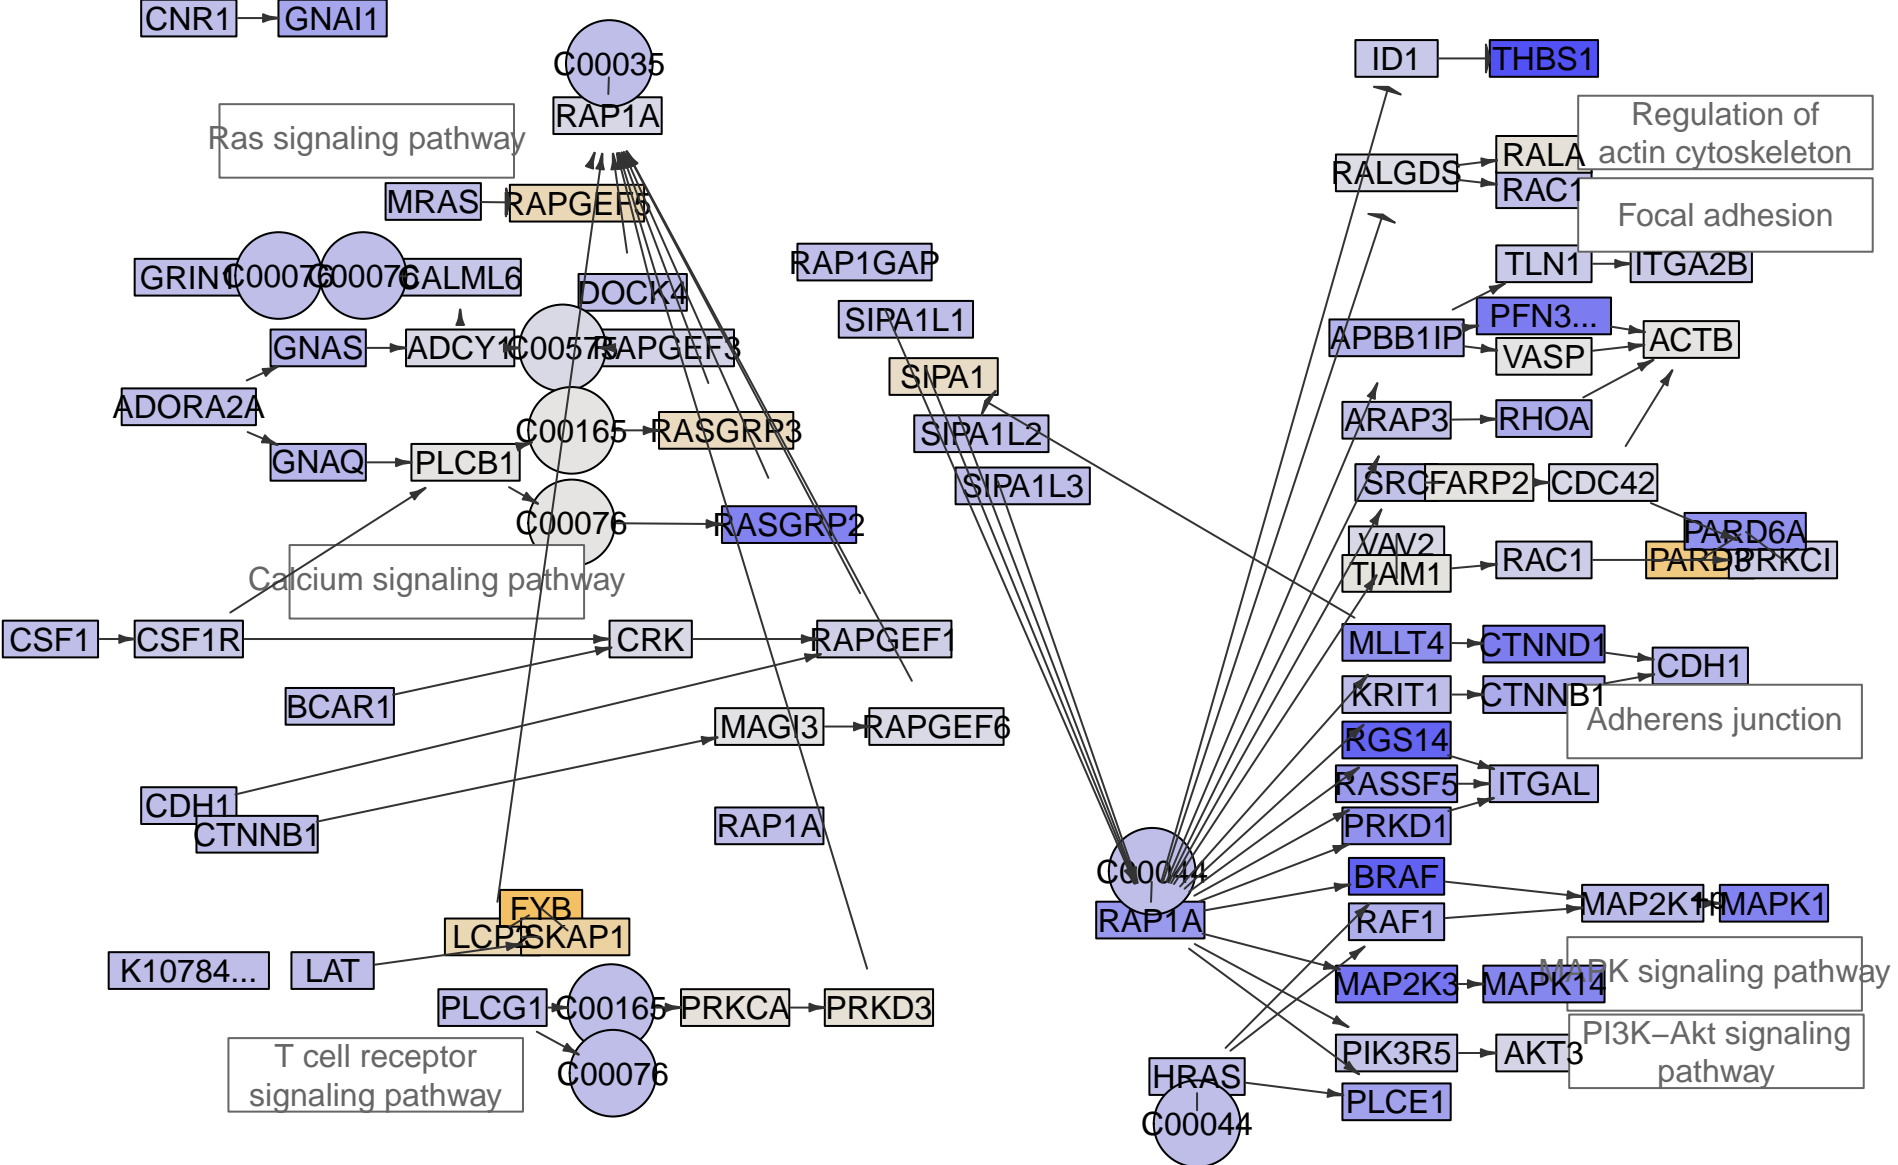 CNR1
GNAI1
C00035
RAP1A
Ras signaling pathway
MRAS
RAPGEF5
GRIN1
C00076
C00076
CALML6
DOCK4
GNAS
ADCY1
C00575
RAPGEF3
ADORA2A
GNAQ
PLCB1
C00165
RASGRP3
C00076
RASGRP2
Calcium signaling pathway
CSF1
CSF1R
CRK
RAPGEF1
BCAR1
MAGI3
RAPGEF6
CDH1
CTNNB1
RAP1A
FYB
LCP2
SKAP1
K10784...
LAT
PLCG1
C00165
PRKCA
PRKD3
C00076
T cell receptor
signaling pathway
RAP1GAP
SIPA1L1
SIPA1
SIPA1L2
SIPA1L3
C00044
RAP1A
HRAS
C00044
ID1
THBS1
Regulation of
actin cytoskeleton
RALGDS
RALA
RAC1
Focal adhesion
TLN1
ITGA2B
APBB1IP
PFN3...
VASP
ACTB
ARAP3
RHOA
SRC
FARP2
CDC42
VAV2
TIAM1
RAC1
PARD6A
PARD3
PRKCI
MLLT4
CTNND1
CDH1
KRIT1
CTNNB1
Adherens junction
RGS14
RASSF5
ITGAL
PRKD1
BRAF
RAF1
MAP2K1
+p
MAPK1
MAP2K3
MAPK14
MAPK signaling pathway
PIK3R5
AKT3
PI3K−Akt signaling
pathway
PLCE1